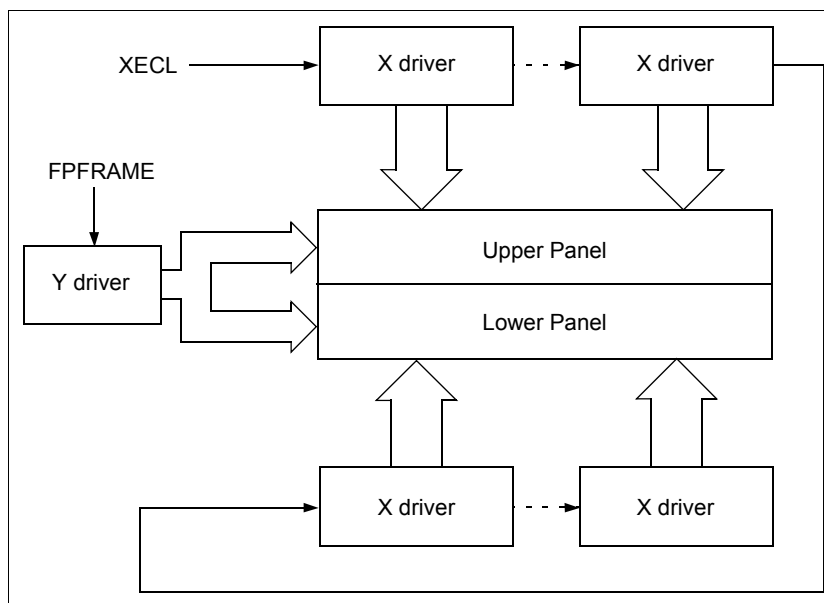 XECL
X driver
X driver
FPFRAME
Y driver
Upper Panel
Lower Panel
X driver
X driver